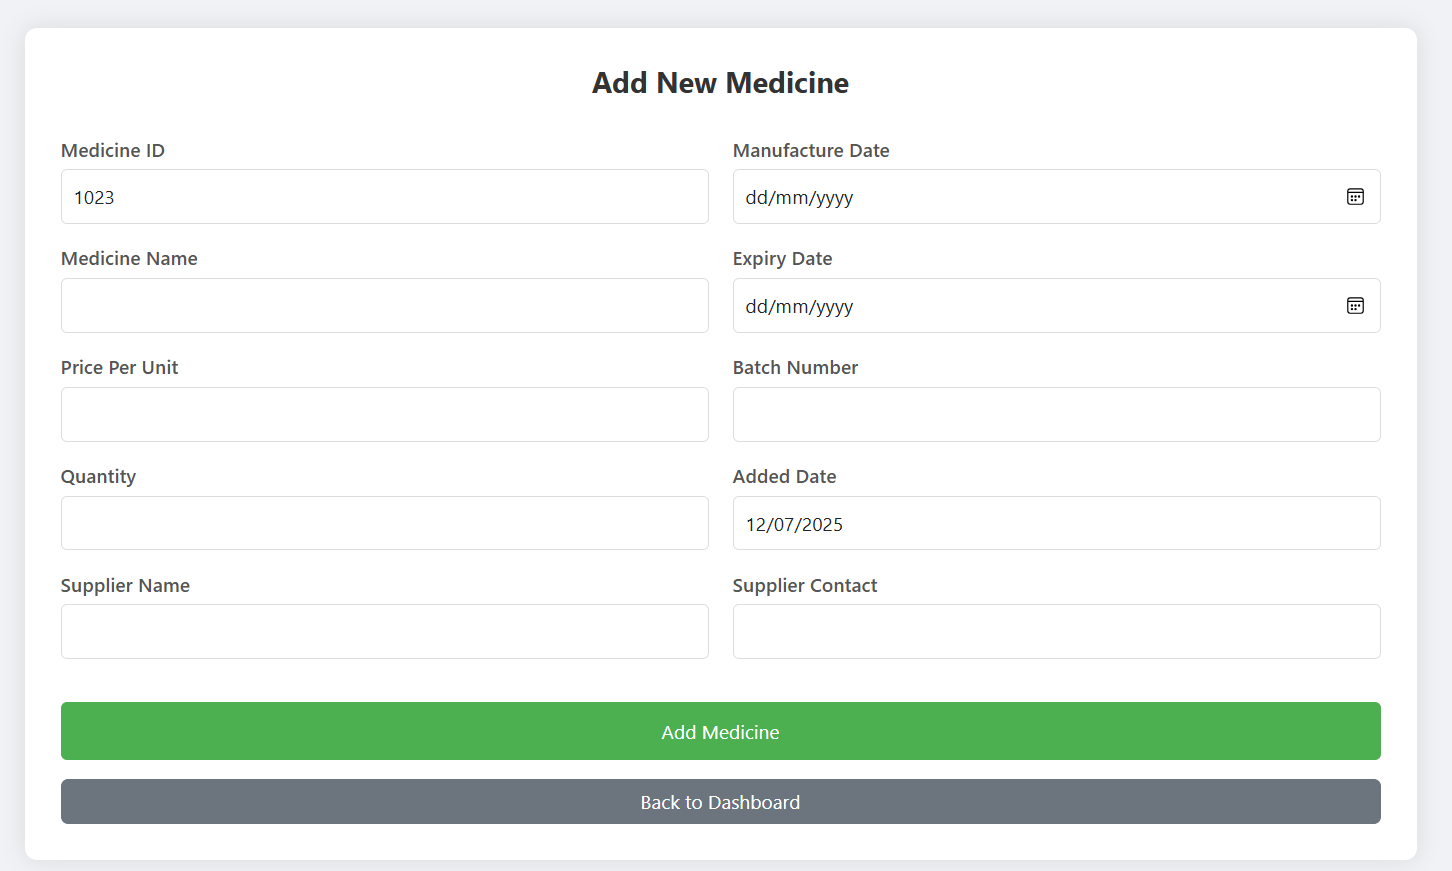 Add New Medicine
Medicine ID
Manufacture Date
1023
dd/mm/yyyy
Medicine Name
Expiry Date
dd/mm/yyyy
Price Per Unit
Batch Number
Quantity
Added Date
12/07/2025
Supplier Name
Supplier Contact
Add Medicine
Back to Dashboard